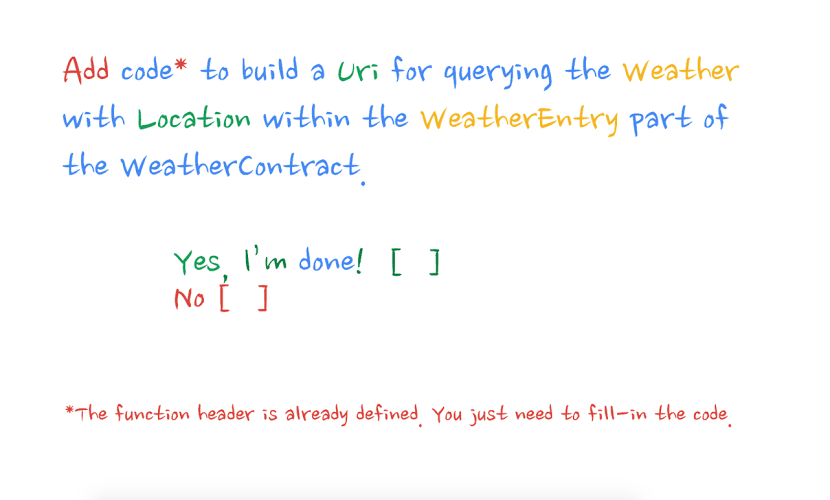 Add code* to build a Uri for querying the Weather
with Location within the WeatherEntry part of
the WeatherContract.
Yes, I'm done! [ ]
No [ ]
*The function header is already defined. You just need to fill-in the code.